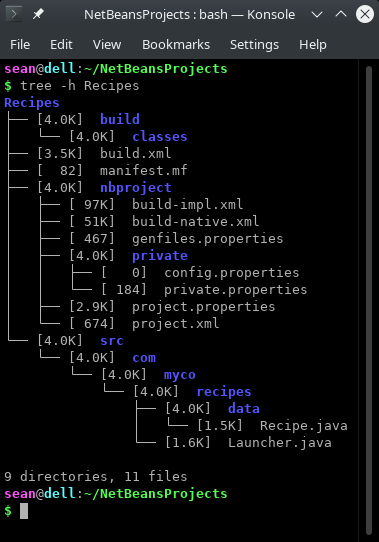 NetBeansProjects : bash — Konsole
File Edit View Bookmarks Settings Help
sean@dell:~/NetBeansProjects
$ tree -h Recipes
Recipes
├── [4.0K]  build
│   └── [4.0K]  classes
├── [3.5K]  build.xml
├── [  82]  manifest.mf
├── [4.0K]  nbproject
│   ├── [ 97K]  build-impl.xml
│   ├── [ 51K]  build-native.xml
│   ├── [ 467]  genfiles.properties
│   ├── [4.0K]  private
│   │   ├── [   0]  config.properties
│   │   └── [ 184]  private.properties
│   ├── [2.9K]  project.properties
│   └── [ 674]  project.xml
└── [4.0K]  src
    └── [4.0K]  com
        └── [4.0K]  myco
            └── [4.0K]  recipes
                ├── [4.0K]  data
                │   └── [1.5K]  Recipe.java
                └── [1.6K]  Launcher.java
9 directories, 11 files
sean@dell:~/NetBeansProjects
$